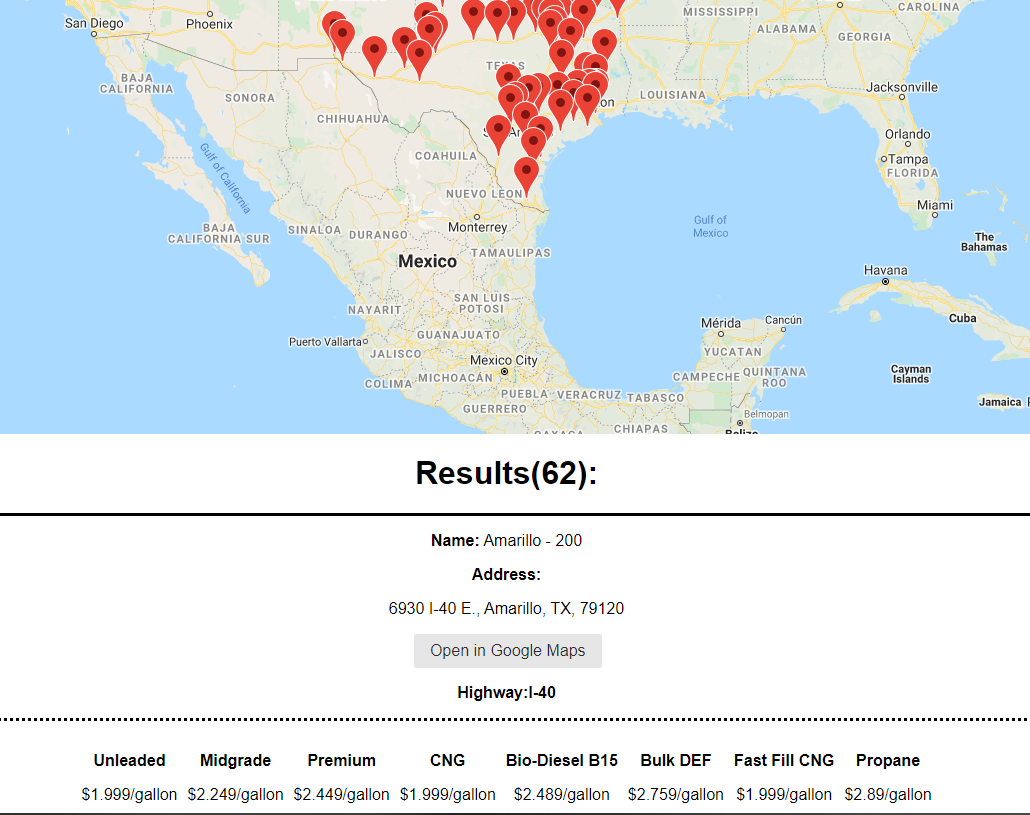 MISSISSIPPI
CAROLINA
San Diego
Phoenix
ALABAMA
GEORGIA
TEXAS
BAJA
CALIFORNIA
SONORA
LOUISIANA
Jacksonville
CHIHUAHUA
Gulf of California
COAHUILA
Orlando
Tampa
FLORIDA
NUEVO LEON
Miami
Monterrey
Gulf of
Mexico
BAJA
CALIFORNIA SUR
SINALOA
DURANGO
TAMAULIPAS
The
Bahamas
Mexico
Havana
SAN LUIS
POTOSI
NAYARIT
Cuba
Mérida
Cancún
GUANAJUATO
Puerto Vallarta
JALISCO
YUCATAN
Mexico City
COLIMA
MICHOACÁN
CAMPECHE
QUINTANA
ROO
Cayman
Islands
PUEBLA
VERACRUZ
TABASCO
GUERRERO
Jamaica
Belmopan
CHIAPAS
OAXACA
Belize
Results(62):
Name: Amarillo - 200
Address:
6930 I-40 E., Amarillo, TX, 79120
Open in Google Maps
Highway:I-40
Unleaded Midgrade Premium CNG Bio-Diesel B15 Bulk DEF Fast Fill CNG Propane
$1.999/gallon $2.249/gallon $2.449/gallon $1.999/gallon $2.489/gallon $2.759/gallon $1.999/gallon $2.89/gallon